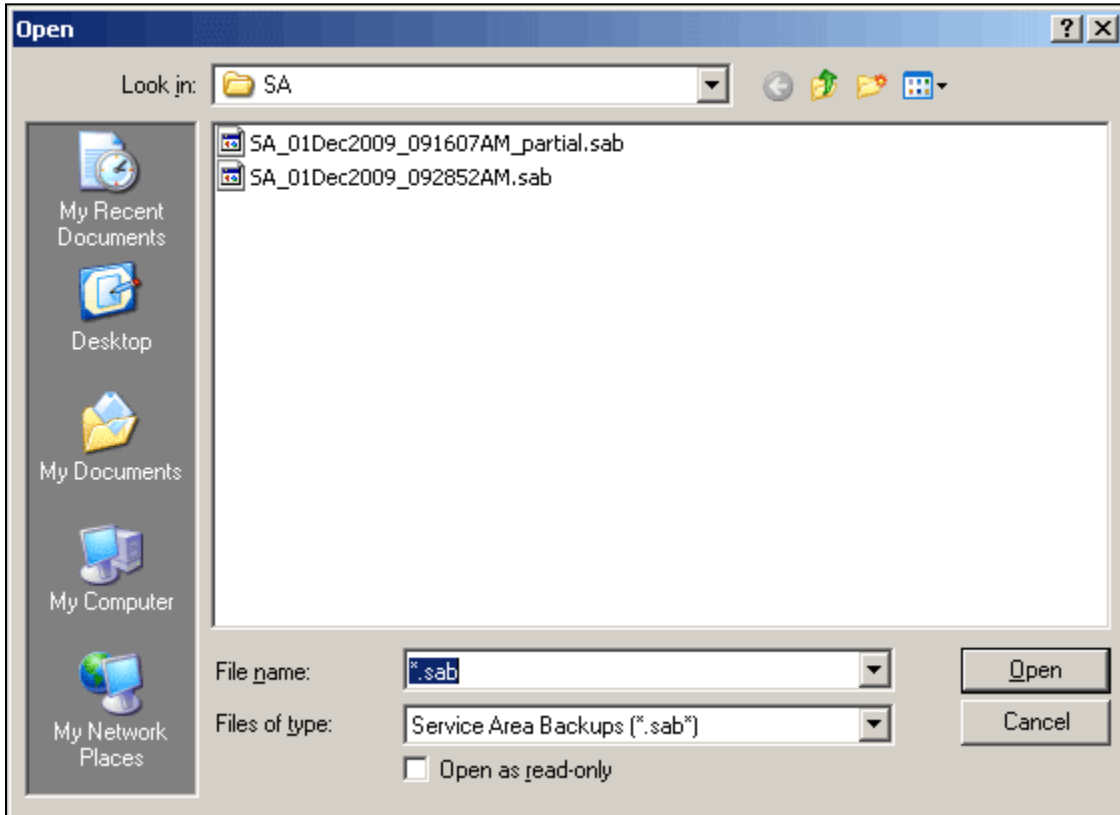 Open
Look in: SA
SA_01Dec2009_091607AM_partial.sab
SA_01Dec2009_092852AM.sab
My Recent
Documents
Desktop
My Documents
My Computer
My Network
Places
File name: *.sab Open
Files of type: Service Area Backups (*.sab*) Cancel
Open as read-only